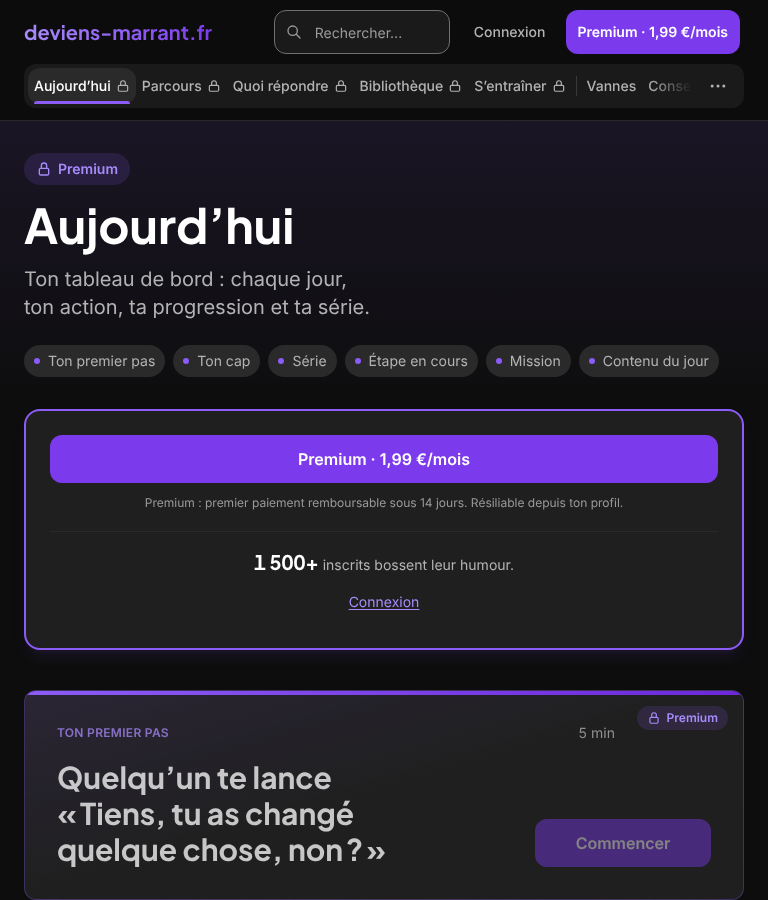 deviens-marrant.fr
Rechercher...
Connexion
Premium · 1,99 €/mois
Aujourd’hui
Parcours
Quoi répondre
Bibliothèque
S’entraîner
Vannes
Conse
Premium
Aujourd’hui
Ton tableau de bord : chaque jour,
ton action, ta progression et ta série.
Ton premier pas
Ton cap
Série
Étape en cours
Mission
Contenu du jour
Premium · 1,99 €/mois
Premium : premier paiement remboursable sous 14 jours. Résiliable depuis ton profil.
1 500+ inscrits bossent leur humour.
Connexion
Premium
TON PREMIER PAS
5 min
Quelqu’un te lance
« Tiens, tu as changé
quelque chose, non ? »
Commencer